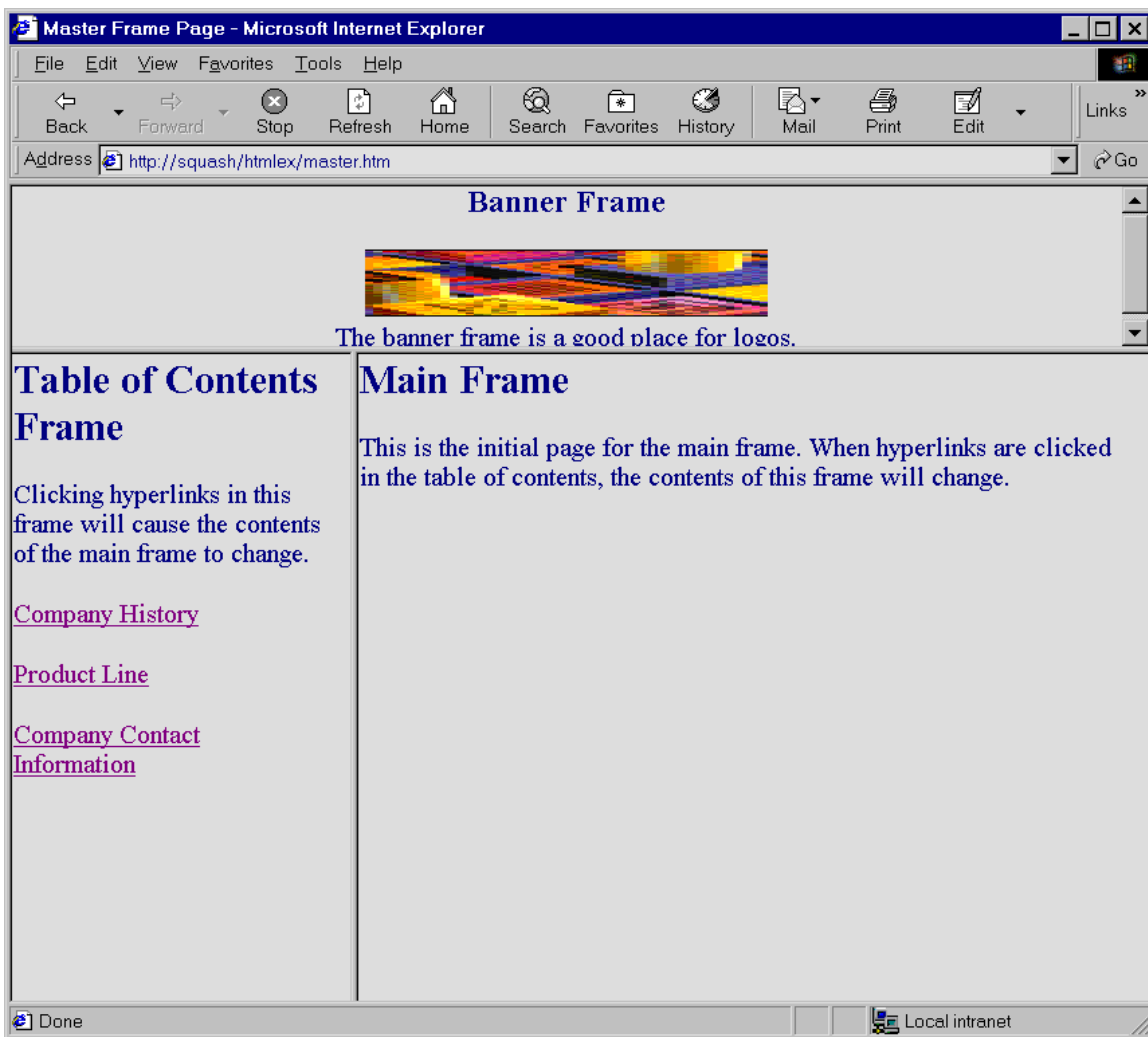 Master Frame Page - Microsoft Internet Explorer
File Edit View Favorites Tools Help
Back Forward Stop Refresh Home Search Favorites History Mail Print Edit Links »
Address http://squash/htmlex/master.htm Go
Banner Frame
The banner frame is a good place for logos.
Table of Contents
Frame
Clicking hyperlinks in this
frame will cause the contents
of the main frame to change.
Company History
Product Line
Company Contact
Information
Main Frame
This is the initial page for the main frame. When hyperlinks are clicked
in the table of contents, the contents of this frame will change.
Done Local intranet